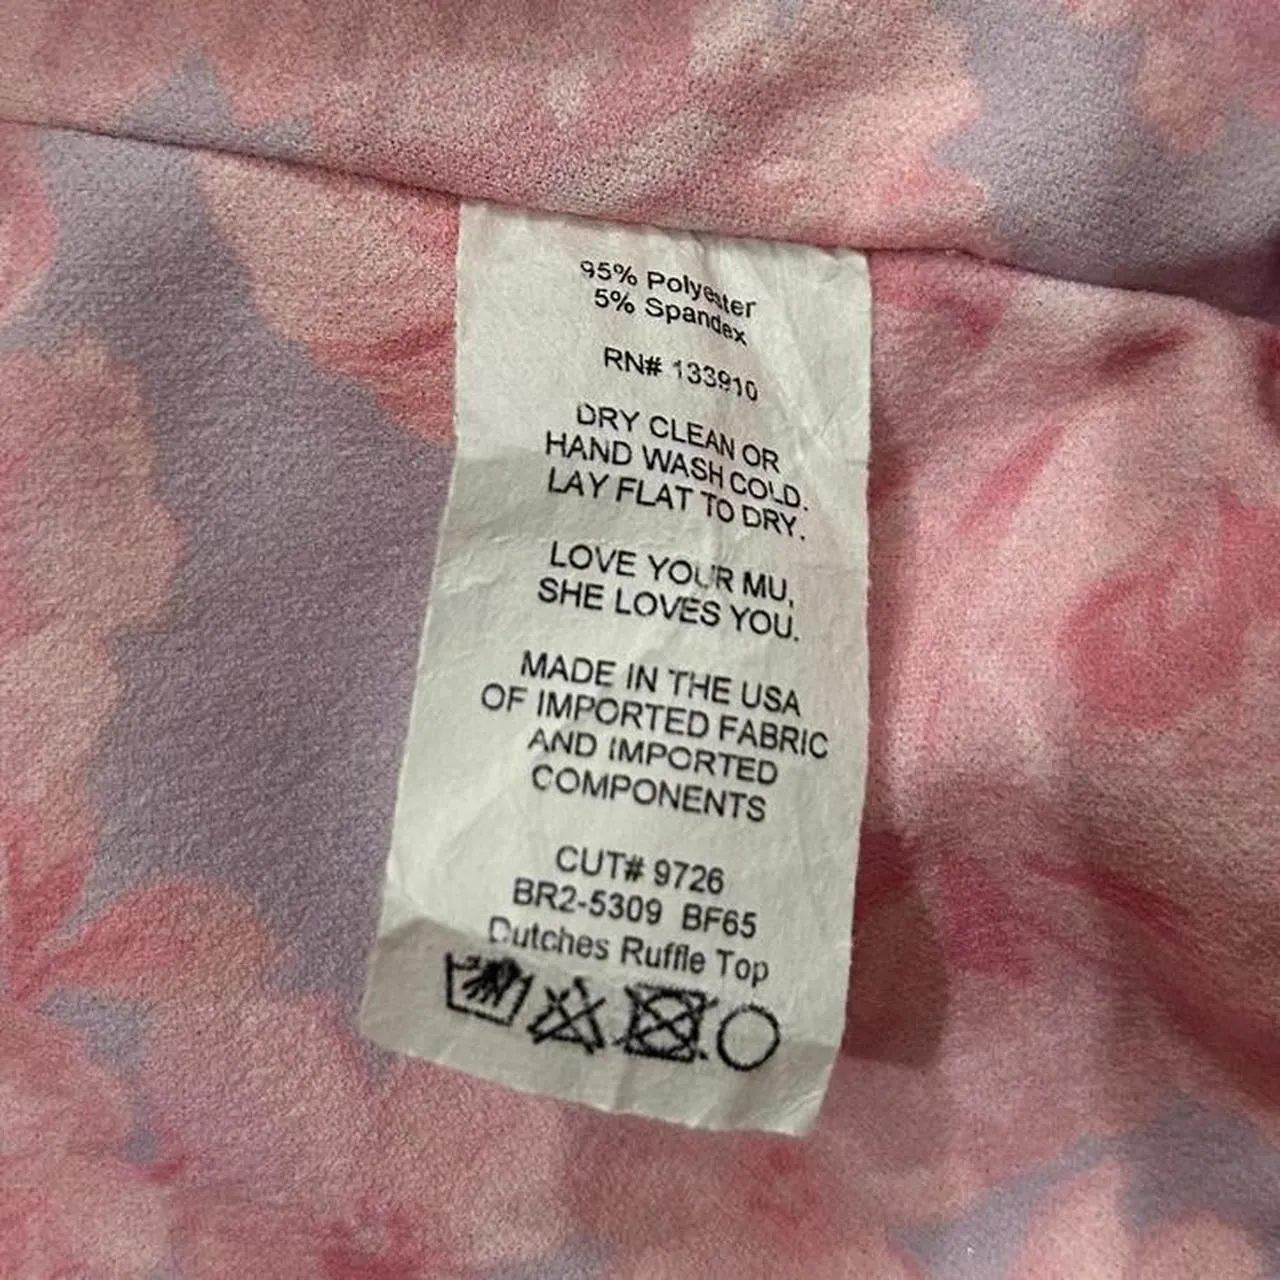 95% Polyester
5% Spandex
RN# 133910
DRY CLEAN OR
HAND WASH COLD.
LAY FLAT TO DRY.
LOVE YOUR MU,
SHE LOVES YOU.
MADE IN THE USA
OF IMPORTED FABRIC
AND IMPORTED
COMPONENTS
CUT# 9726
BR2-5309 BF65
Dutches Ruffle Top